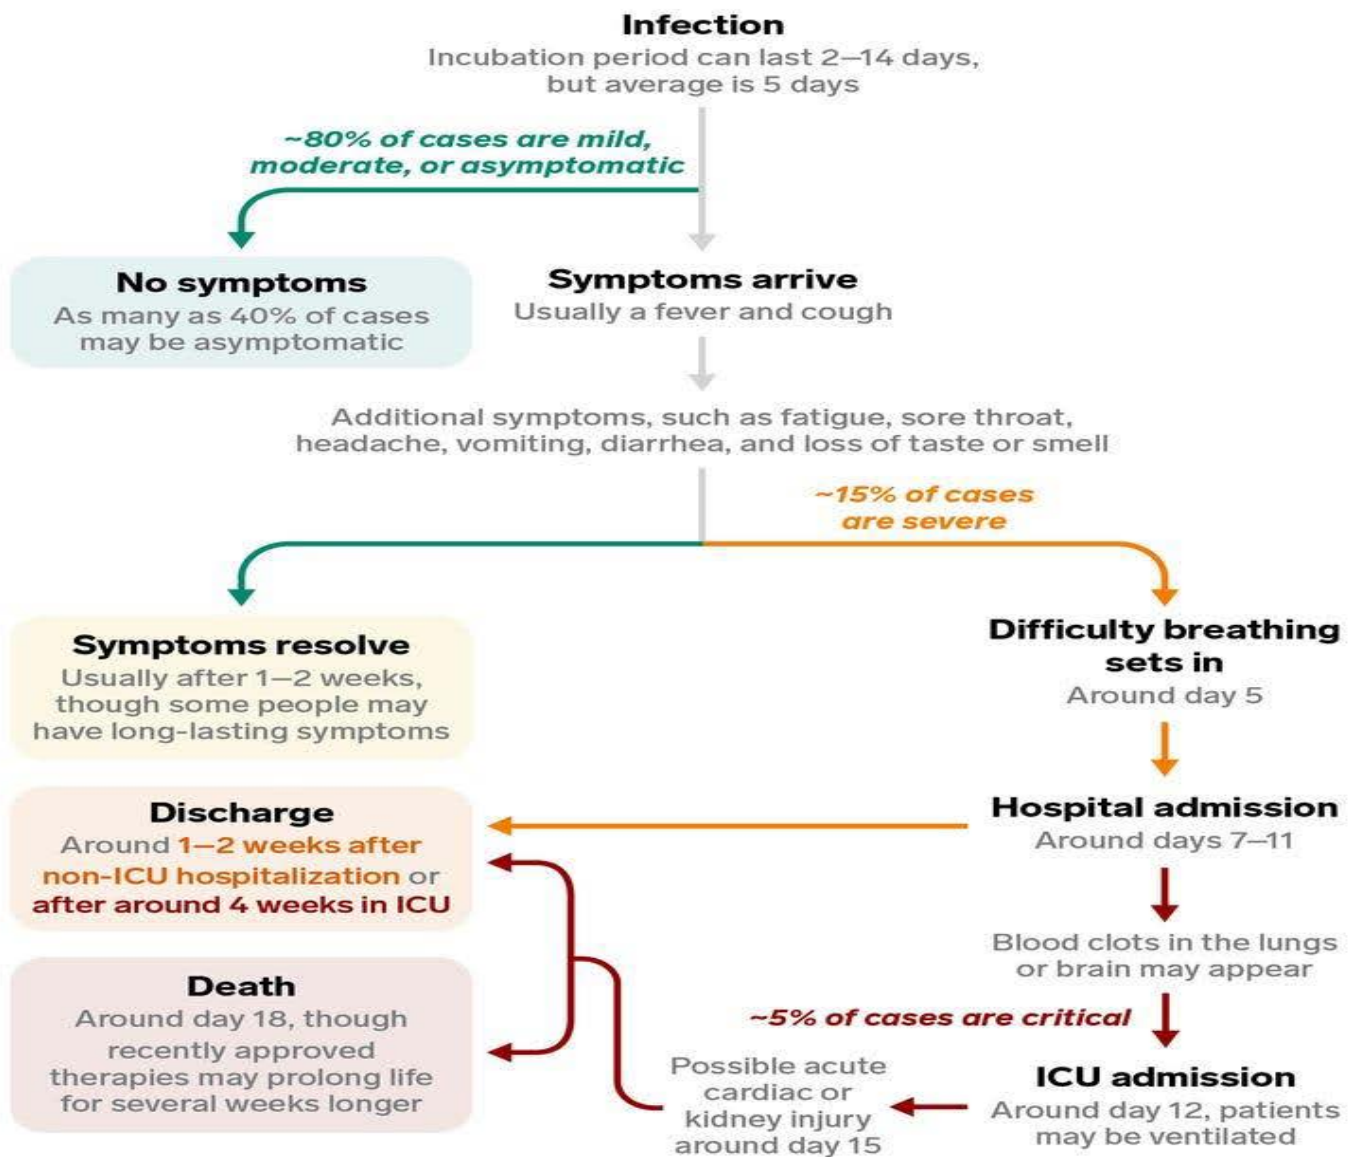 Infection
Incubation period can last 2–14 days,
but average is 5 days
~80% of cases are mild,
moderate, or asymptomatic
No symptoms
As many as 40% of cases
may be asymptomatic
Symptoms arrive
Usually a fever and cough
Additional symptoms, such as fatigue, sore throat,
headache, vomiting, diarrhea, and loss of taste or smell
~15% of cases
are severe
Symptoms resolve
Usually after 1–2 weeks,
though some people may
have long-lasting symptoms
Difficulty breathing
sets in
Around day 5
Hospital admission
Around days 7–11
Discharge
Around 1–2 weeks after
non-ICU hospitalization or
after around 4 weeks in ICU
Blood clots in the lungs
or brain may appear
~5% of cases are critical
ICU admission
Around day 12, patients
may be ventilated
Possible acute
cardiac or
kidney injury
around day 15
Death
Around day 18, though
recently approved
therapies may prolong life
for several weeks longer